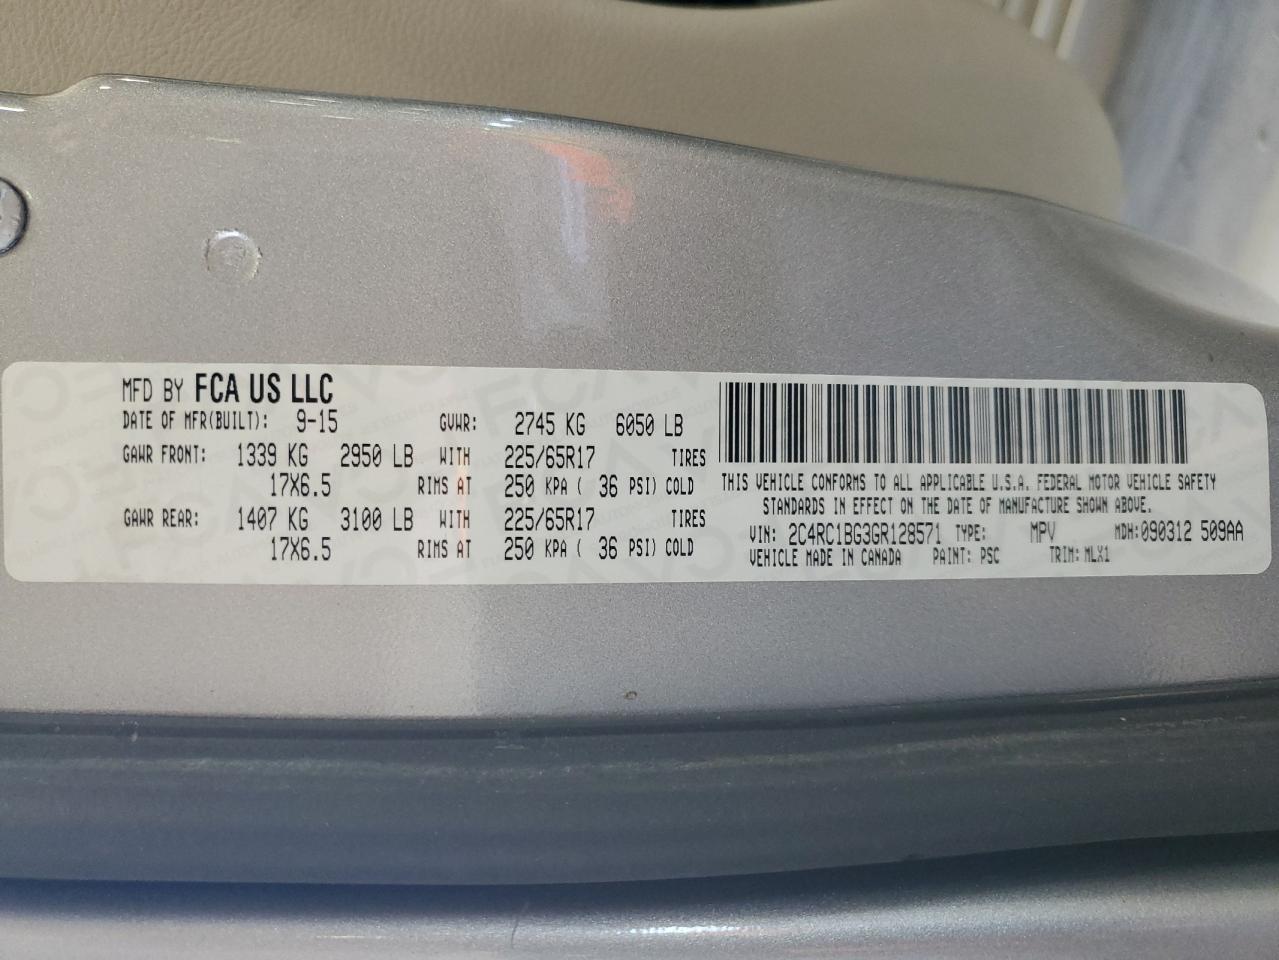 MFD BY FCA US LLC
DATE OF MFR(BUILT): 9-15 GVWR: 2745 KG 6050 LB
GAWR FRONT: 1339 KG 2950 LB WITH 225/65R17 TIRES
17X6.5 RIMS AT 250 KPA ( 36 PSI) COLD
GAWR REAR: 1407 KG 3100 LB WITH 225/65R17 TIRES
17X6.5 RIMS AT 250 KPA ( 36 PSI) COLD
THIS VEHICLE CONFORMS TO ALL APPLICABLE U.S.A. FEDERAL MOTOR VEHICLE SAFETY
STANDARDS IN EFFECT ON THE DATE OF MANUFACTURE SHOWN ABOVE.
VIN: 2C4RC1BG3GR128571 TYPE: MPV MDH:090312 509AA
VEHICLE MADE IN CANADA PAINT: PSC TRIM: MLX1